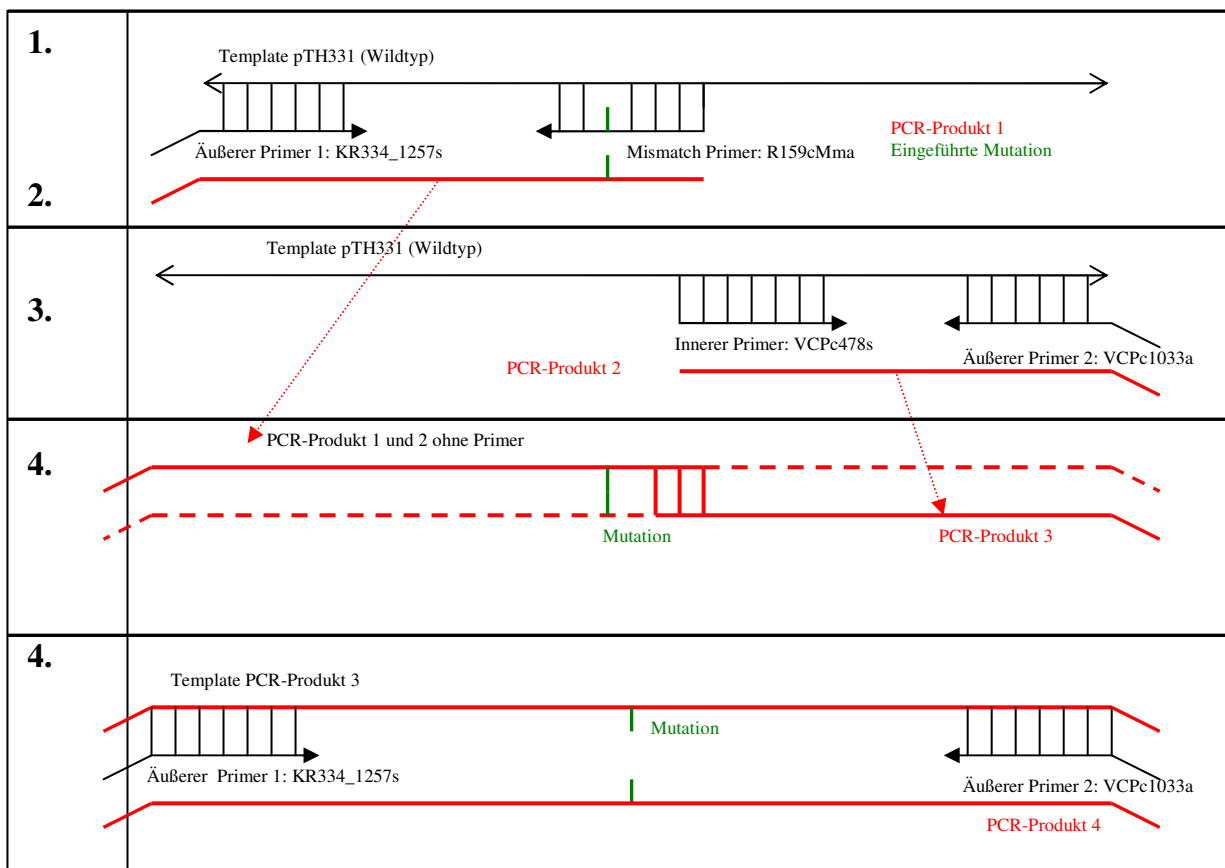 1.
Template pTH331 (Wildtyp)
PCR-Produkt 1
Äußerer Primer 1: KR334_1257s
Mismatch Primer: R159cMma
Eingeführte Mutation
2.
Template pTH331 (Wildtyp)
3.
Innerer Primer: VCPc478s
Äußerer Primer 2: VCPc1033a
PCR-Produkt 2
4.
PCR-Produkt 1 und 2 ohne Primer
Mutation
PCR-Produkt 3
4.
Template PCR-Produkt 3
Mutation
Äußerer  Primer 1: KR334_1257s
Äußerer Primer 2: VCPc1033a
PCR-Produkt 4